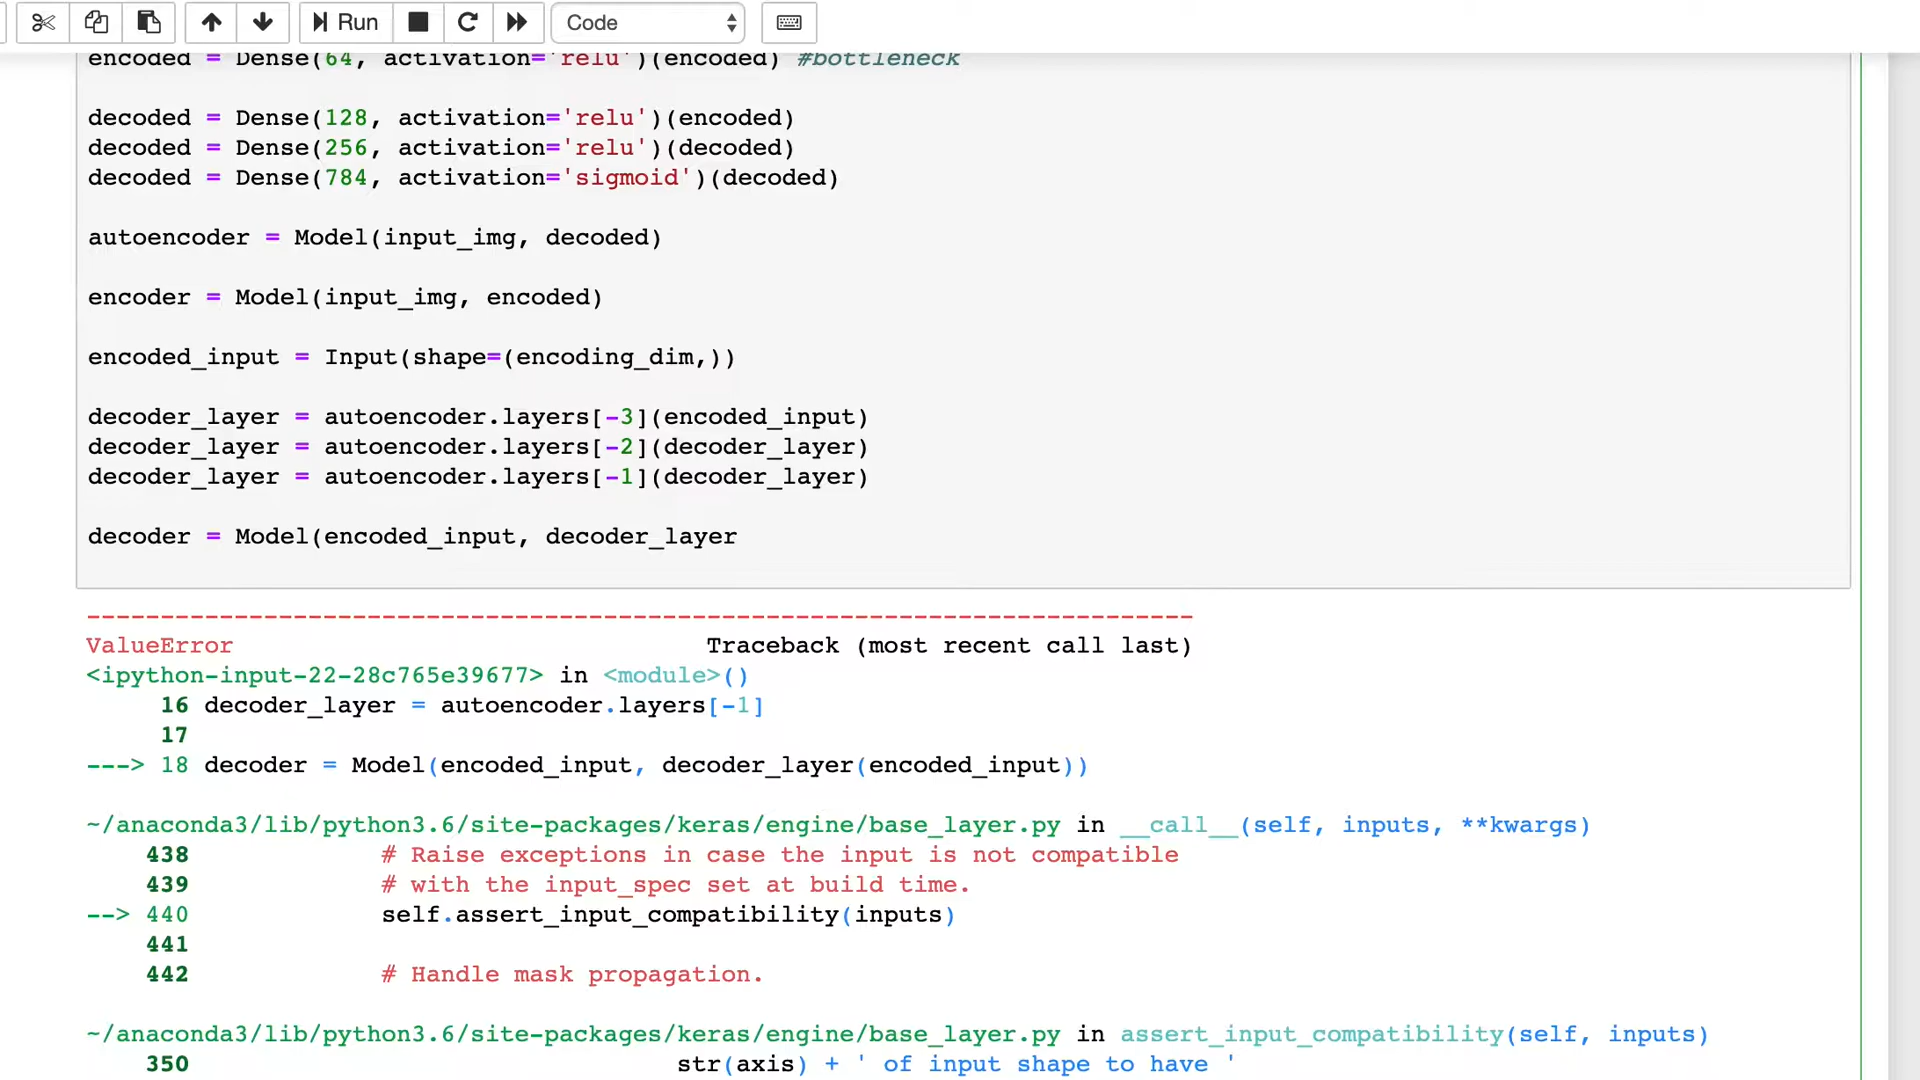 Run Code
encoded = Dense(64, activation='relu')(encoded) #bottleneck
decoded = Dense(128, activation='relu')(encoded)
decoded = Dense(256, activation='relu')(decoded)
decoded = Dense(784, activation='sigmoid')(decoded)
autoencoder = Model(input_img, decoded)
encoder = Model(input_img, encoded)
encoded_input = Input(shape=(encoding_dim,))
decoder_layer = autoencoder.layers[-3](encoded_input)
decoder_layer = autoencoder.layers[-2](decoder_layer)
decoder_layer = autoencoder.layers[-1](decoder_layer)
decoder = Model(encoded_input, decoder_layer
---------------------------------------------------------------------------
ValueError Traceback (most recent call last)
<ipython-input-22-28c765e39677> in <module>()
16 decoder_layer = autoencoder.layers[-1]
17
---> 18 decoder = Model(encoded_input, decoder_layer(encoded_input))
~/anaconda3/lib/python3.6/site-packages/keras/engine/base_layer.py in __call__(self, inputs, **kwargs)
438 # Raise exceptions in case the input is not compatible
439 # with the input_spec set at build time.
--> 440 self.assert_input_compatibility(inputs)
441
442 # Handle mask propagation.
~/anaconda3/lib/python3.6/site-packages/keras/engine/base_layer.py in assert_input_compatibility(self, inputs)
350 str(axis) + ' of input shape to have '